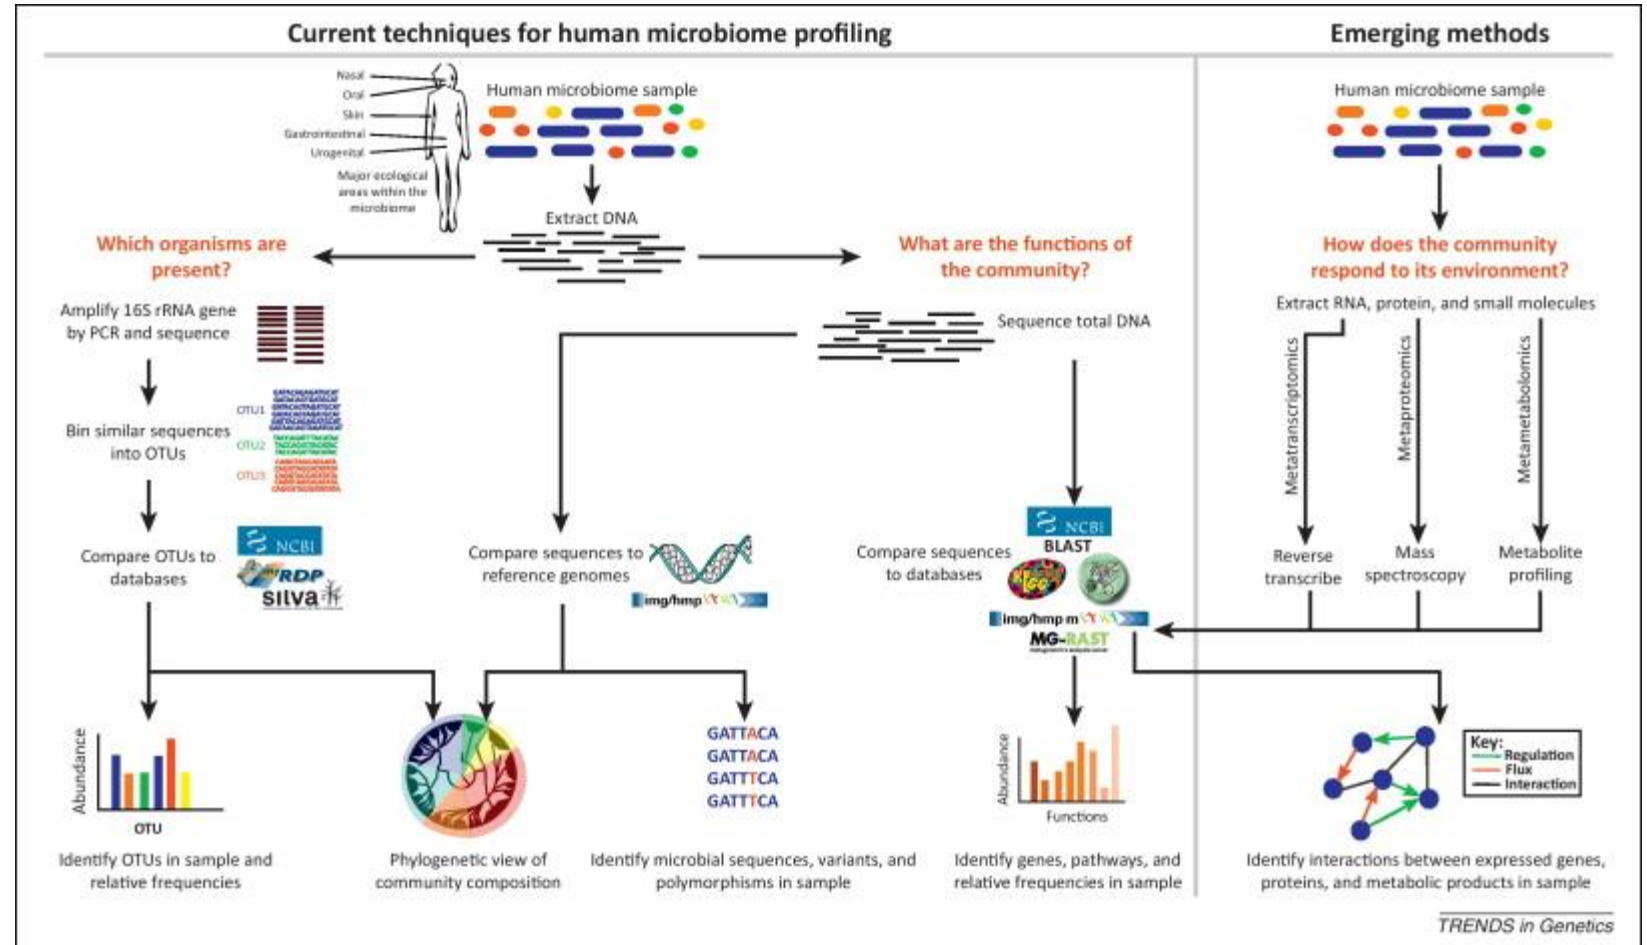 Current techniques for human microbiome profiling
Emerging methods
Nasal
Oral
Skin
Gastrointestinal
Urogenital
Major ecological
areas within the
microbiome
Human microbiome sample
Extract DNA
Which organisms are
present?
Amplify 16S rRNA gene
by PCR and sequence
Bin similar sequences
into OTUs
OTU1
OTU2
OTU3
Compare OTUs to
databases
NCBI
RDP
silva
What are the functions of
the community?
Sequence total DNA
Compare sequences to
reference genomes
img/hmp
Compare sequences
to databases
NCBI
BLAST
KEGG
img/hmp m
MG-RAST
Abundance
OTU
Identify OTUs in sample and
relative frequencies
Phylogenetic view of
community composition
GATTACA
GATTACA
GATTTCA
GATTTCA
Identify microbial sequences, variants, and
polymorphisms in sample
Abundance
Functions
Identify genes, pathways, and
relative frequencies in sample
Human microbiome sample
How does the community
respond to its environment?
Extract RNA, protein, and small molecules
Metatranscriptomics
Metaproteomics
Metametabolomics
Reverse
transcribe
Mass
spectroscopy
Metabolite
profiling
Key:
Regulation
Flux
Interaction
Identify interactions between expressed genes,
proteins, and metabolic products in sample
TRENDS in Genetics